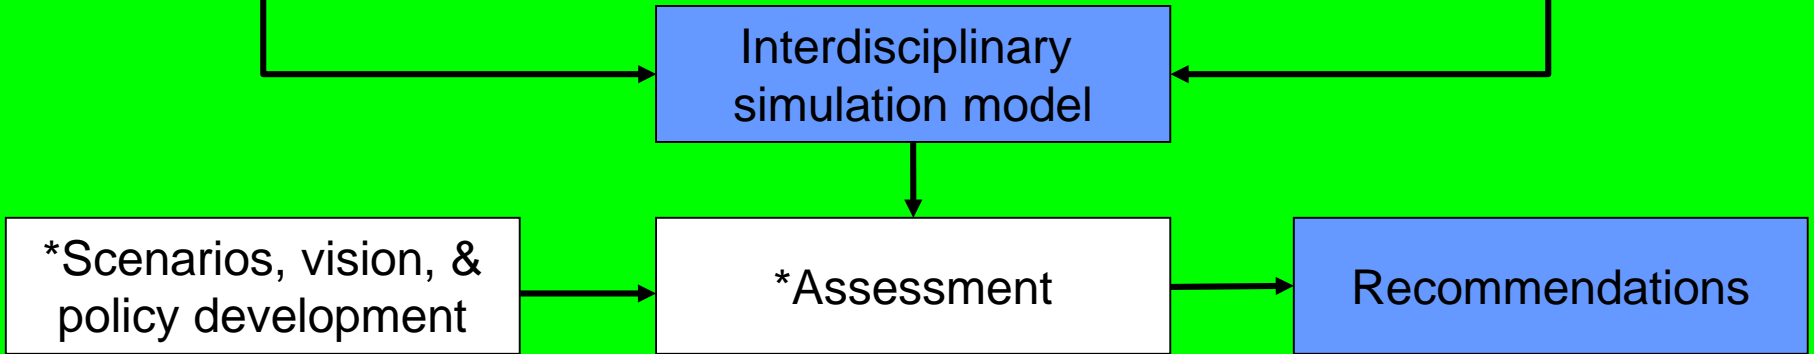 Interdisciplinary
simulation model
*Scenarios, vision, &
policy development
*Assessment
Recommendations